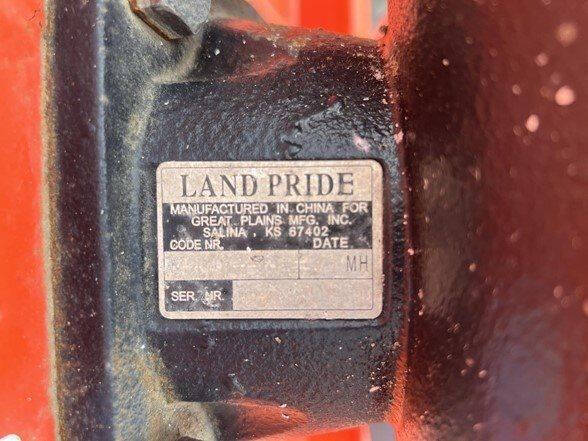 LAND PRIDE
MANUFACTURED IN CHINA FOR
GREAT PLAINS MFG. INC.
SALINA , KS 67402
CODE NR. DATE
MH
SER. NR.